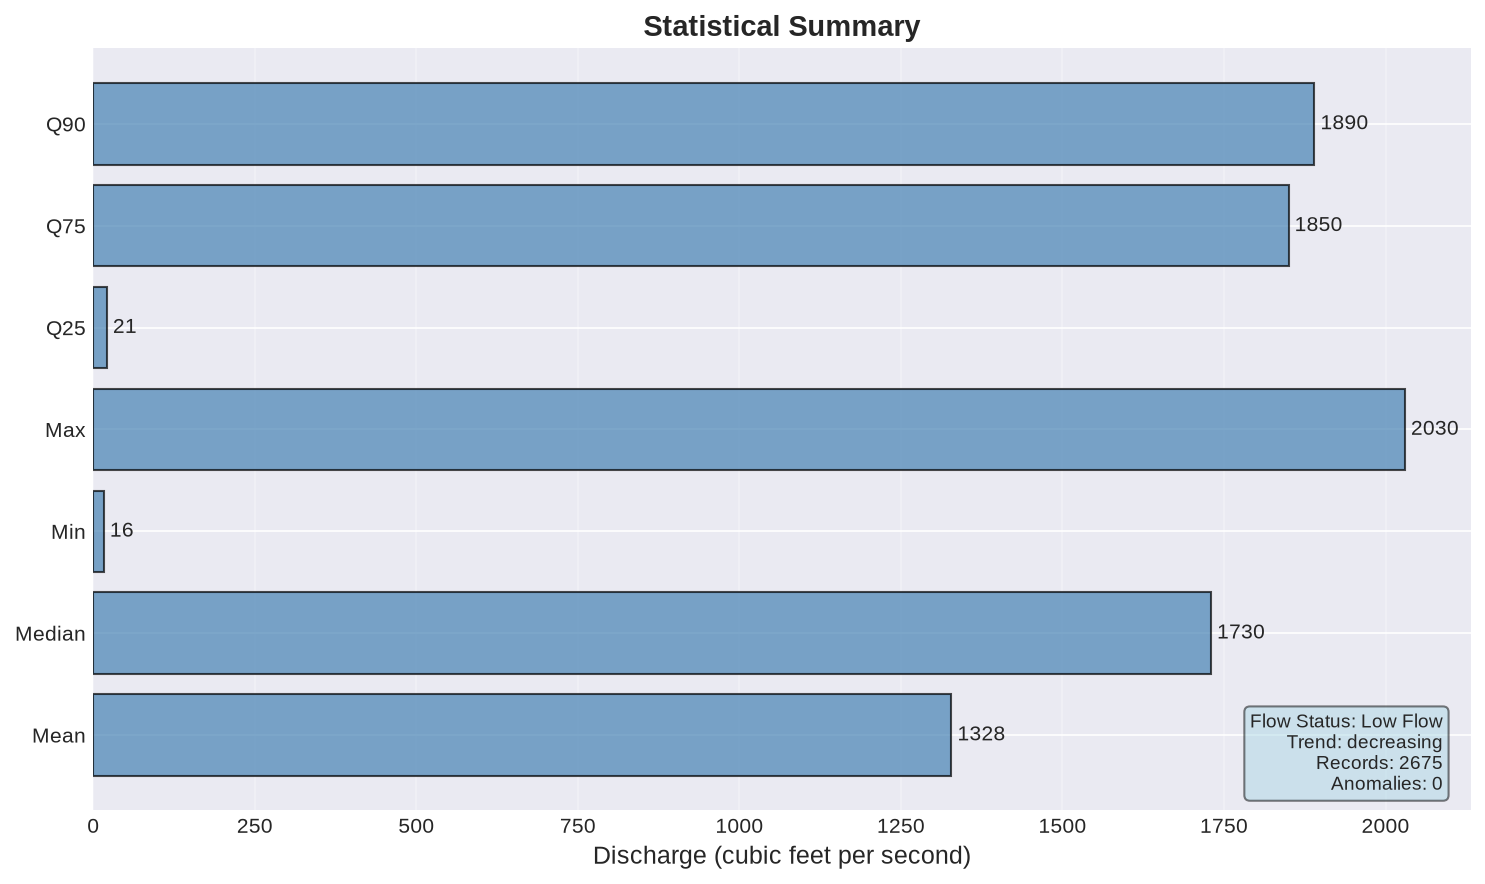 Statistical Summary
Q90
1890
Q75
1850
Q25
21
Max
2030
Min
16
Median
1730
Mean
1328
Flow Status: Low Flow
Trend: decreasing
Records: 2675
Anomalies: 0
0 250 500 750 1000 1250 1500 1750 2000
Discharge (cubic feet per second)